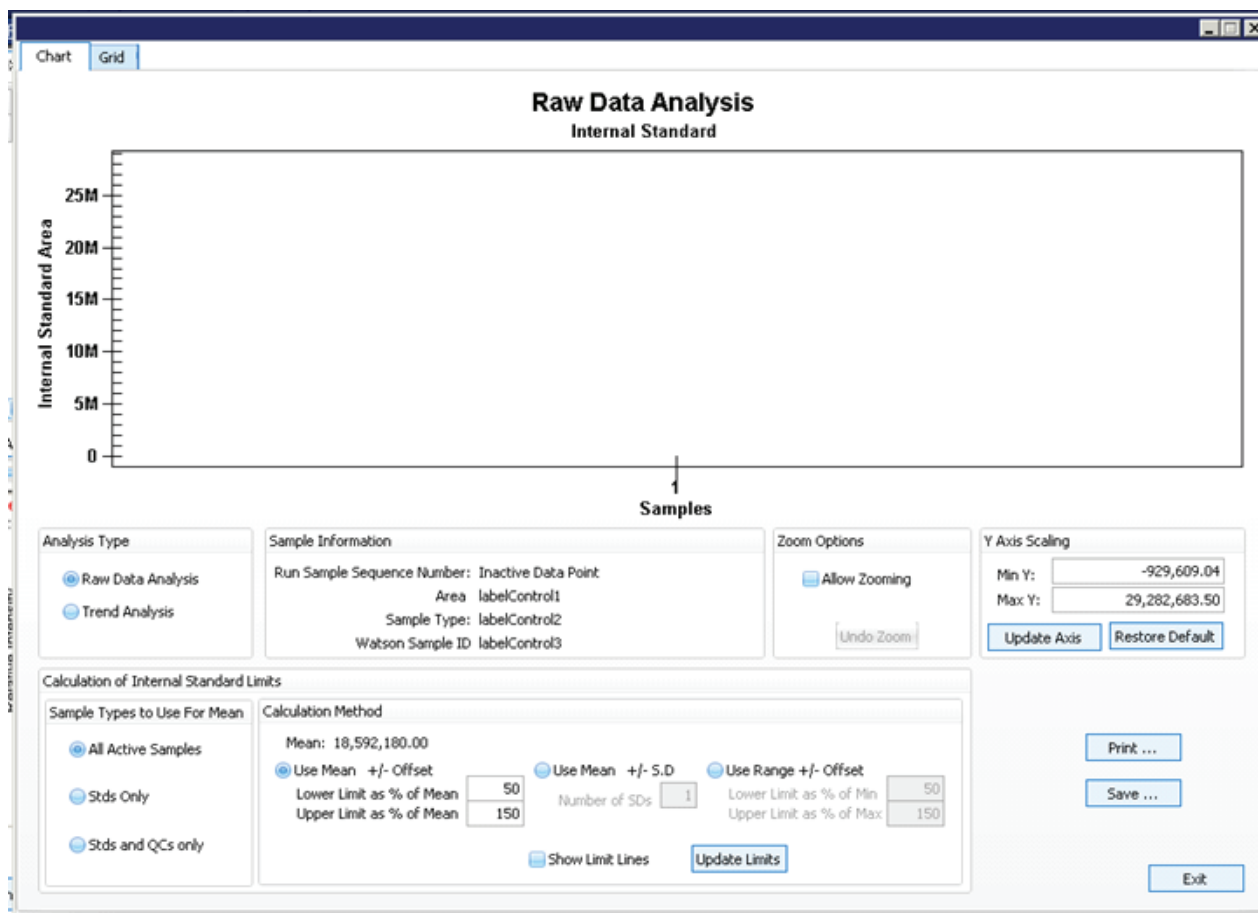 Chart Grid
Raw Data Analysis
Internal Standard
25M
20M
15M
10M
5M
0
Internal Standard Area
1
Samples
Analysis Type
Raw Data Analysis
Trend Analysis
Sample Information
Run Sample Sequence Number: Inactive Data Point
Area labelControl1
Sample Type: labelControl2
Watson Sample ID labelControl3
Zoom Options
Allow Zooming
Undo Zoom
Y Axis Scaling
Min Y: -929,609.04
Max Y: 29,282,683.50
Update Axis Restore Default
Calculation of Internal Standard Limits
Sample Types to Use For Mean
All Active Samples
Stds Only
Stds and QCs only
Calculation Method
Mean: 18,592,180.00
Use Mean +/- Offset
Lower Limit as % of Mean 50
Upper Limit as % of Mean 150
Use Mean +/- S.D
Number of SDs 1
Use Range +/- Offset
Lower Limit as % of Min 50
Upper Limit as % of Max 150
Show Limit Lines Update Limits
Print ...
Save ...
Exit